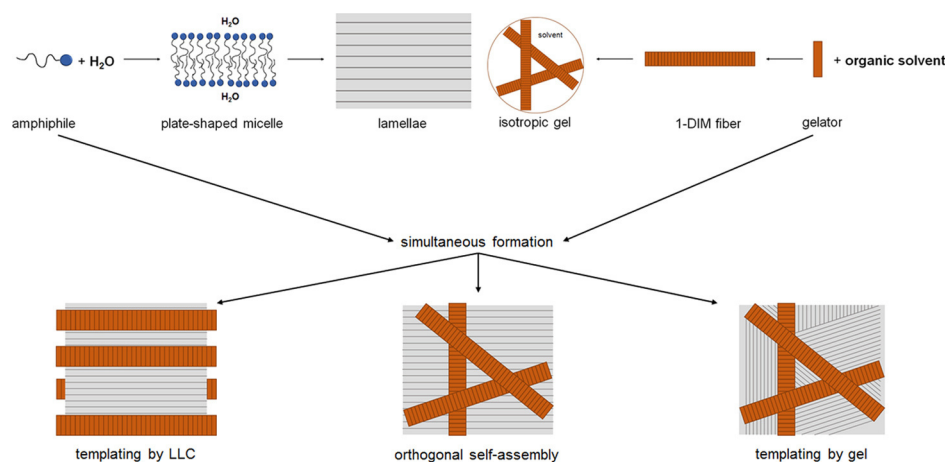 H₂O
solvent
+ H₂O
+ organic solvent
H₂O
amphiphile
plate-shaped micelle
lamellae
isotropic gel
1-DIM fiber
gelator
simultaneous formation
templating by LLC
orthogonal self-assembly
templating by gel